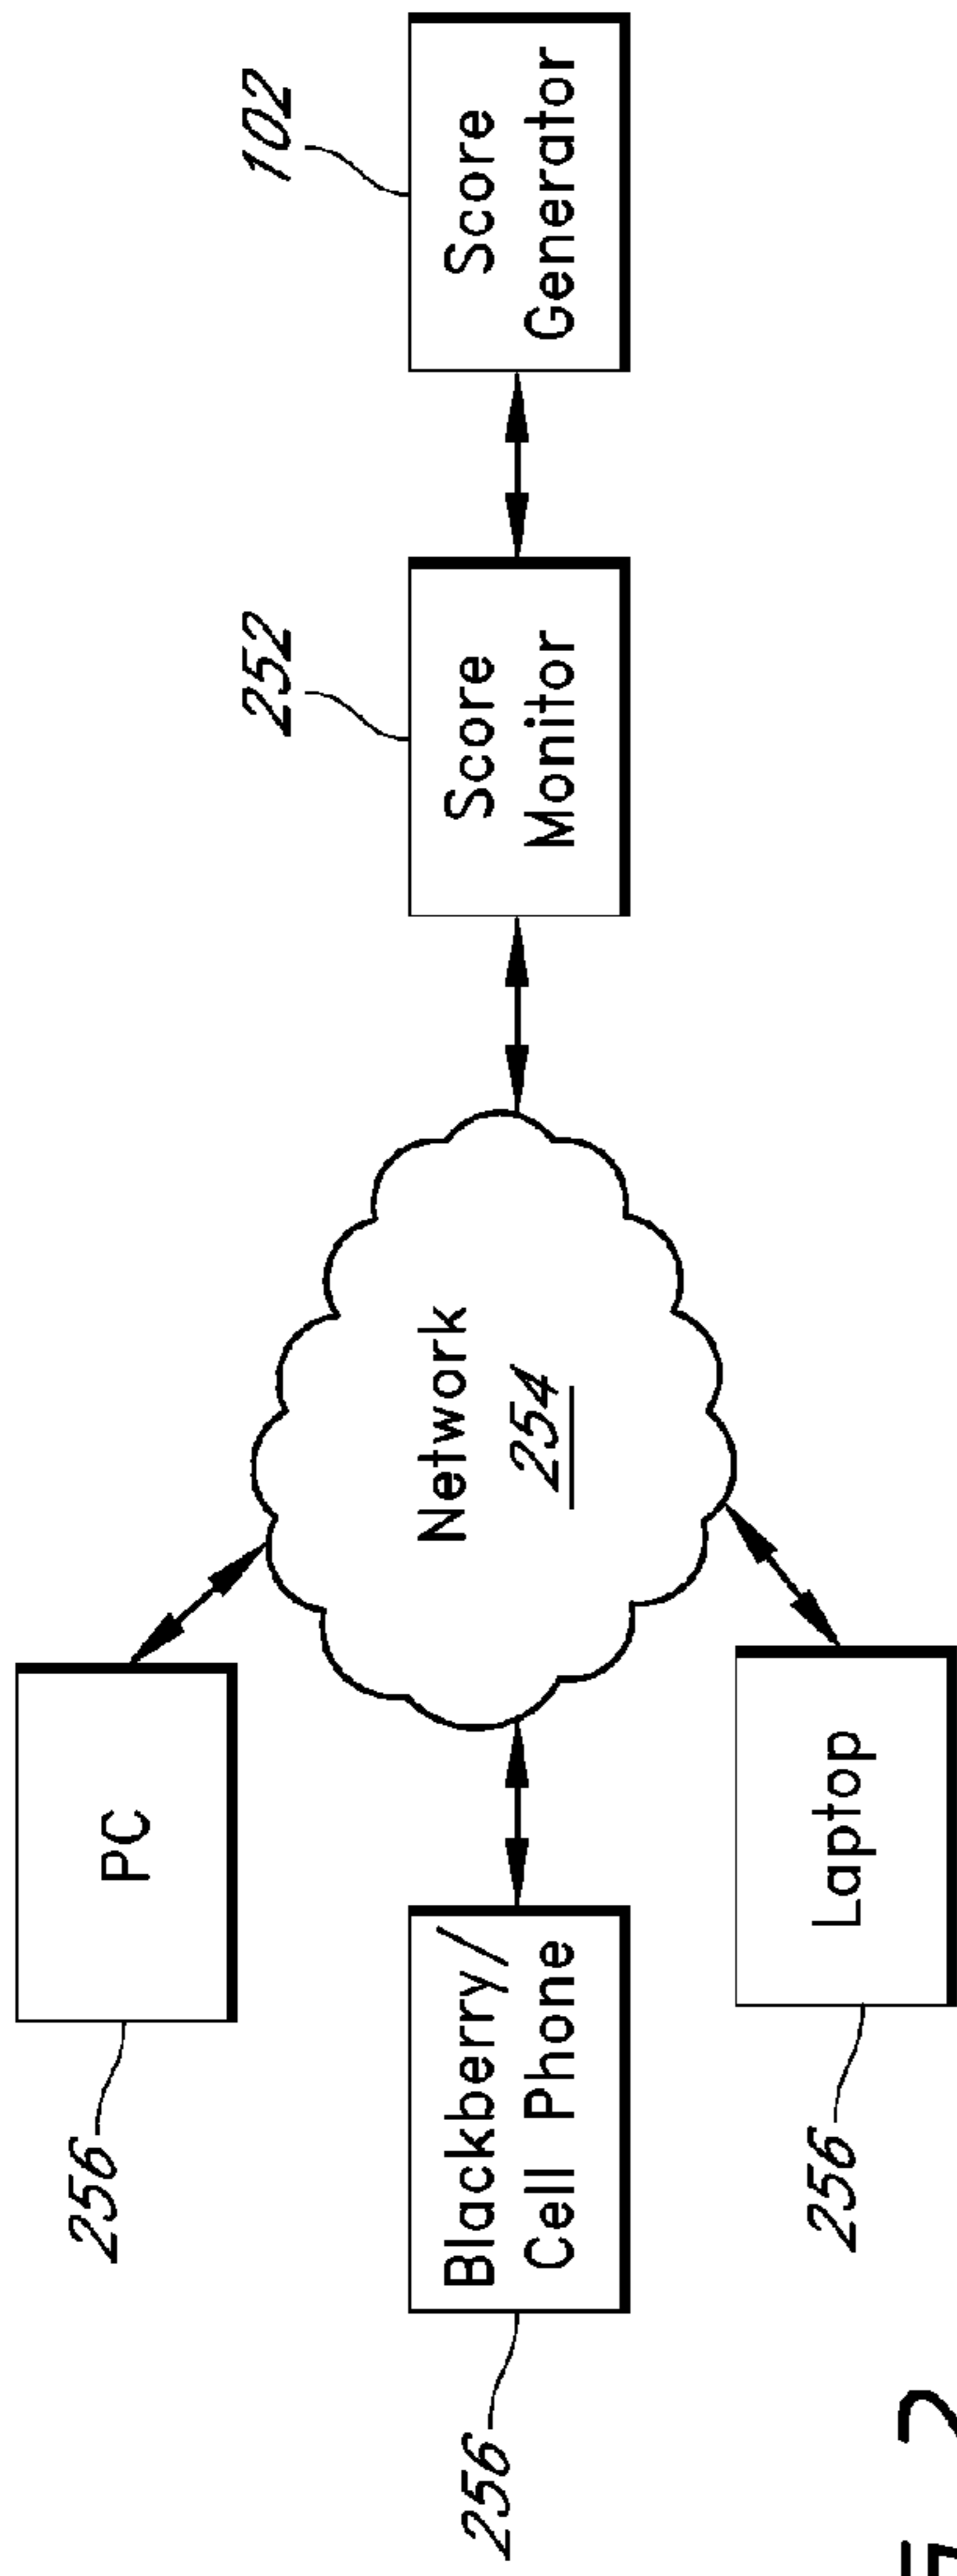 256
PC
256
Blackberry/
Cell Phone
256
Laptop
Network
254
252
Score
Monitor
102
Score
Generator